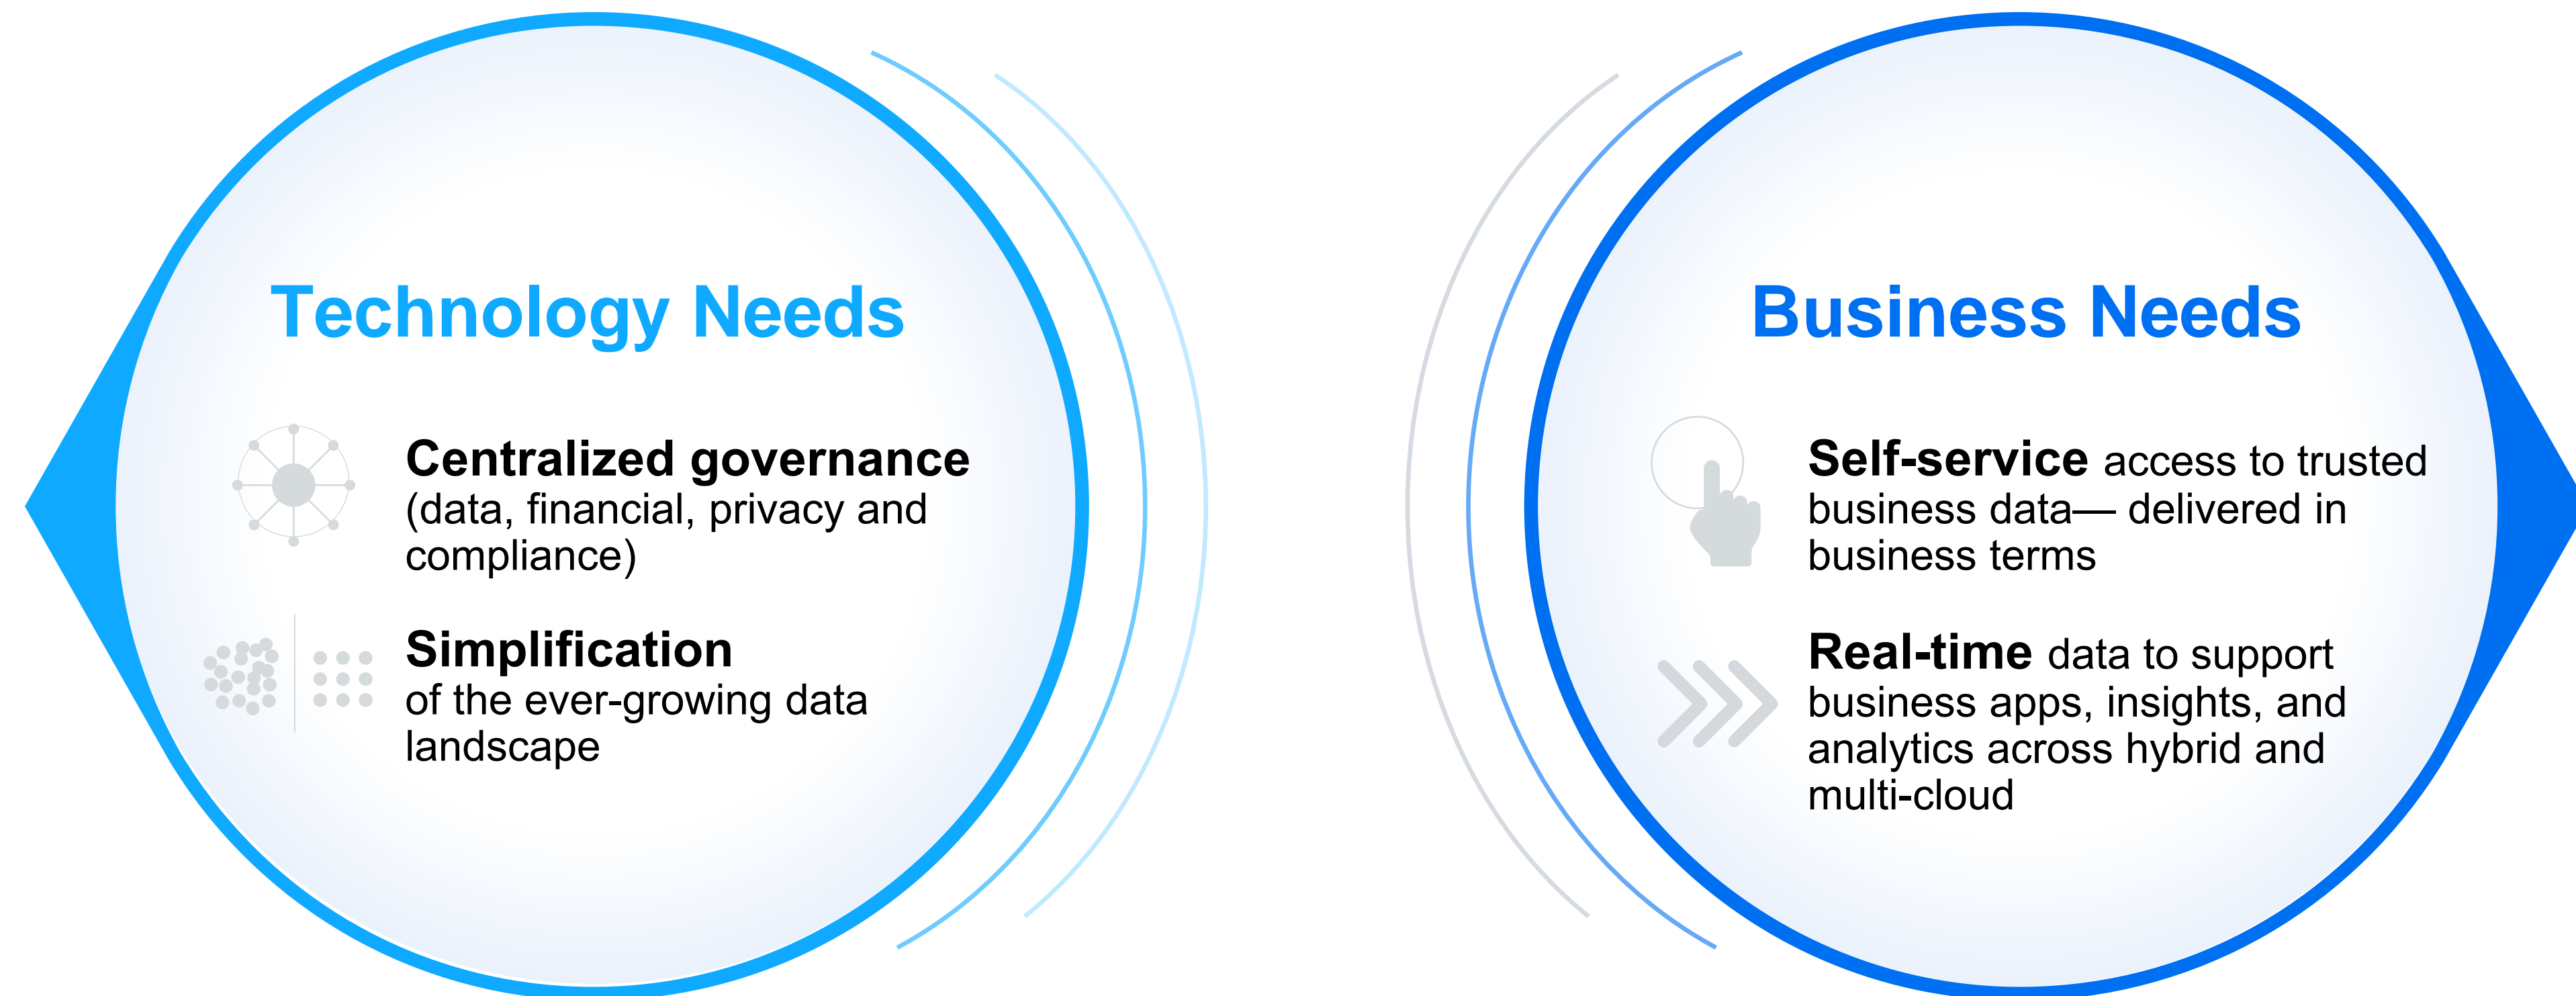 Technology Needs
Centralized governance
(data, financial, privacy and
compliance)
Simplification
of the ever-growing data
landscape
Business Needs
Self-service access to trusted
business data— delivered in
business terms
Real-time data to support
business apps, insights, and
analytics across hybrid and
multi-cloud